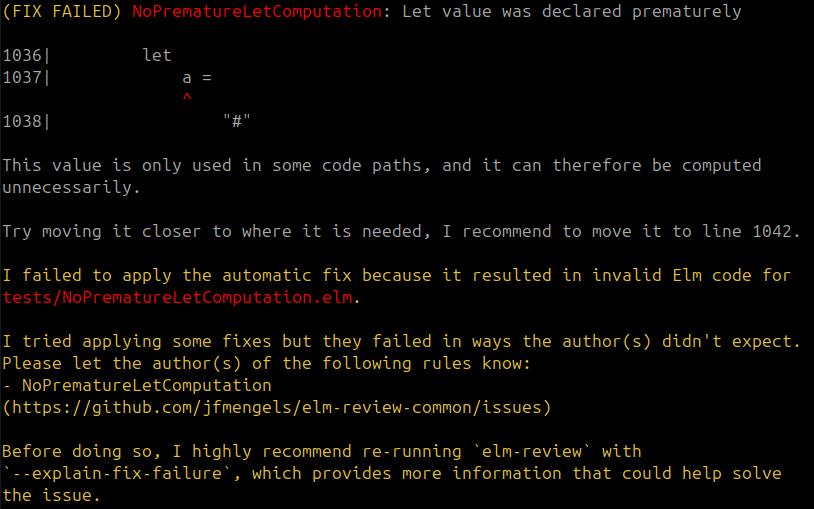 (FIX FAILED) NoPrematureLetComputation: Let value was declared prematurely
1036|         let
1037|             a =
^
1038|                 "#"
This value is only used in some code paths, and it can therefore be computed
unnecessarily.
Try moving it closer to where it is needed, I recommend to move it to line 1042.
I failed to apply the automatic fix because it resulted in invalid Elm code for
tests/NoPrematureLetComputation.elm.
I tried applying some fixes but they failed in ways the author(s) didn't expect.
Please let the author(s) of the following rules know:
- NoPrematureLetComputation
(https://github.com/jfmengels/elm-review-common/issues)
Before doing so, I highly recommend re-running `elm-review` with
`--explain-fix-failure`, which provides more information that could help solve
the issue.